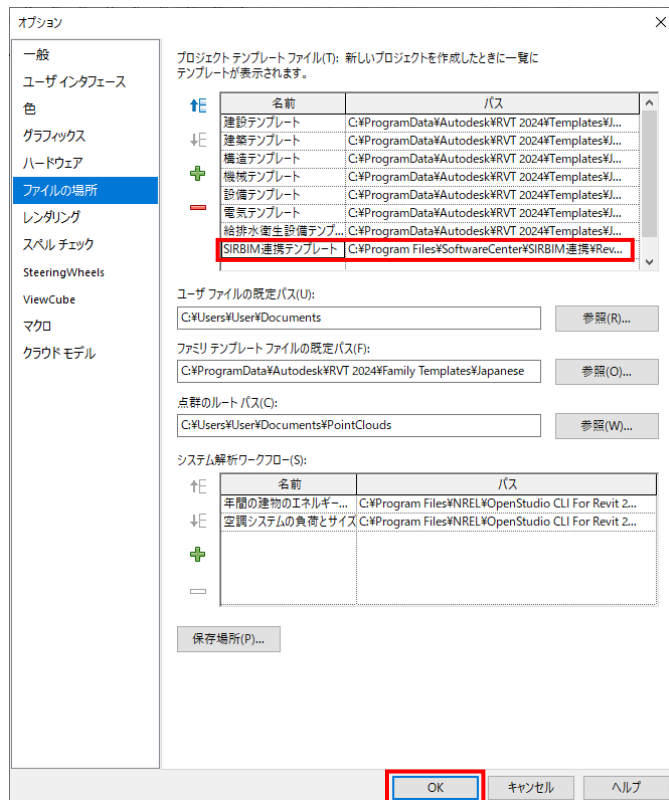 オプション
一般
ユーザ インタフェース
色
グラフィックス
ハードウェア
ファイルの場所
レンダリング
スペル チェック
SteeringWheels
ViewCube
マクロ
クラウド モデル
プロジェクト テンプレート ファイル(T): 新しいプロジェクトを作成したときに一覧に
テンプレートが表示されます。
名前 パス
建設テンプレート C:¥ProgramData¥Autodesk¥RVT 2024¥Templates¥J...
建築テンプレート C:¥ProgramData¥Autodesk¥RVT 2024¥Templates¥J...
構造テンプレート C:¥ProgramData¥Autodesk¥RVT 2024¥Templates¥J...
機械テンプレート C:¥ProgramData¥Autodesk¥RVT 2024¥Templates¥J...
設備テンプレート C:¥ProgramData¥Autodesk¥RVT 2024¥Templates¥J...
電気テンプレート C:¥ProgramData¥Autodesk¥RVT 2024¥Templates¥J...
給排水衛生設備テンプ... C:¥ProgramData¥Autodesk¥RVT 2024¥Templates¥J...
SIRBIM連携テンプレート C:¥Program Files¥SoftwareCenter¥SIRBIM連携¥Rev...
ユーザ ファイルの既定パス(U):
C:¥Users¥User¥Documents 参照(R)...
ファミリ テンプレート ファイルの既定パス(F):
C:¥ProgramData¥Autodesk¥RVT 2024¥Family Templates¥Japanese 参照(O)...
点群のルート パス(C):
C:¥Users¥User¥Documents¥PointClouds 参照(W)...
システム解析ワークフロー(S):
名前 パス
年間の建物のエネルギー... C:¥Program Files¥NREL¥OpenStudio CLI For Revit 2...
空調システムの負荷とサイズ C:¥Program Files¥NREL¥OpenStudio CLI For Revit 2...
保存場所(P)...
OK キャンセル ヘルプ